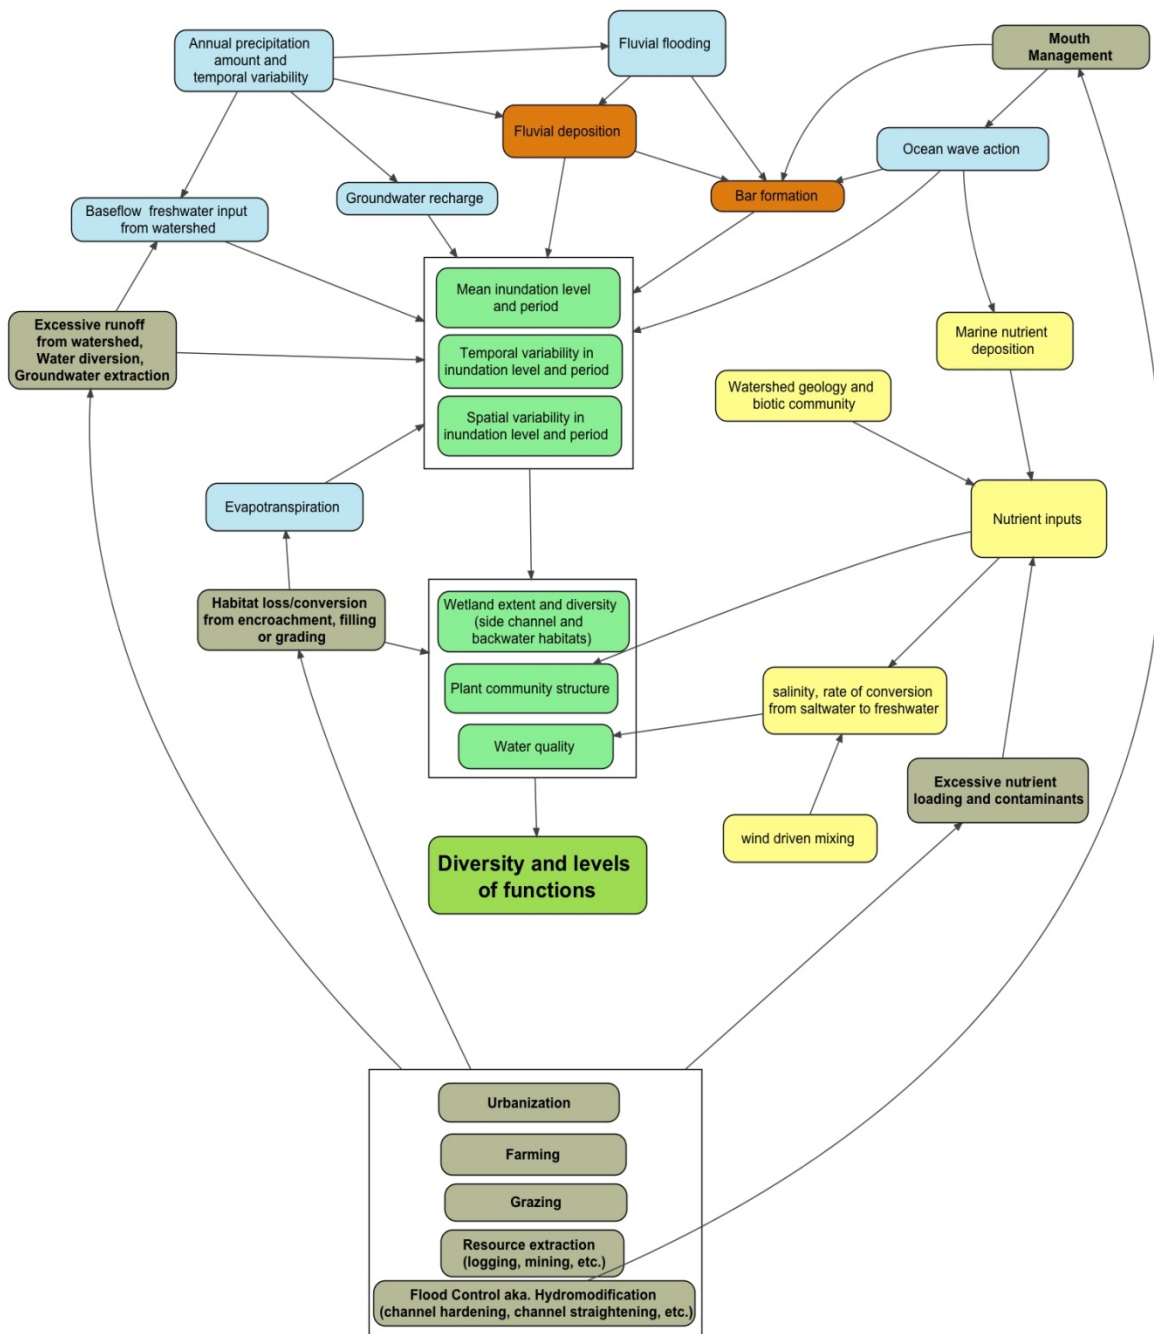 Annual precipitation
amount and
temporal variability
Fluvial flooding
Mouth
Management
Fluvial deposition
Ocean wave action
Groundwater recharge
Bar formation
Baseflow  freshwater input
from watershed
Mean inundation level
and period
Excessive runoff
from watershed,
Water diversion,
Groundwater extraction
Temporal variability in
inundation level and period
Marine nutrient
deposition
Watershed geology and
biotic community
Spatial variability in
inundation level and period
Evapotranspiration
Nutrient inputs
Habitat loss/conversion
from encroachment, filling
or grading
Wetland extent and diversity
(side channel and
backwater habitats)
Plant community structure
salinity, rate of conversion
from saltwater to freshwater
Water quality
Excessive nutrient
loading and contaminants
wind driven mixing
Diversity and levels
of functions
Urbanization
Farming
Grazing
Resource extraction
(logging, mining, etc.)
Flood Control aka. Hydromodification
(channel hardening, channel straightening, etc.)